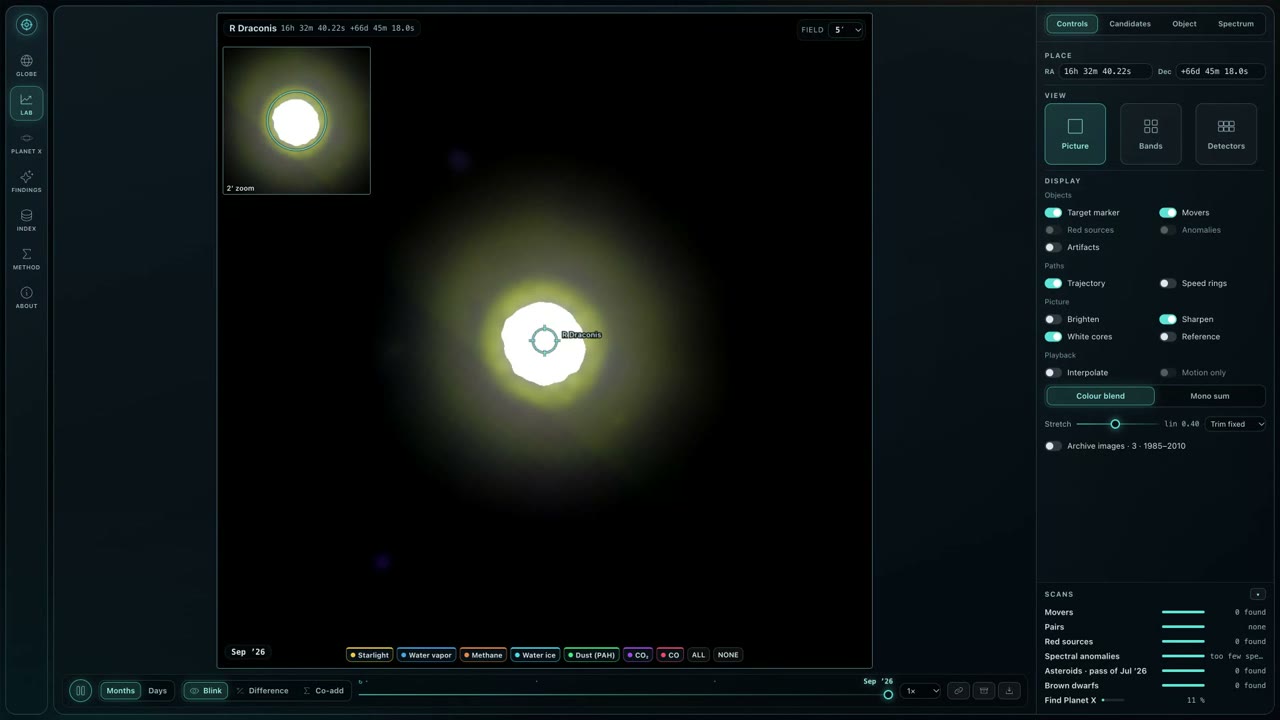 R Draconis 16h 32m 40.22s +66d 45m 18.0s
FIELD 5'
2' zoom
R Draconis
Sep '26
Starlight Water vapor Methane Water ice Dust (PAH) CO₂ CO ALL NONE
GLOBE
LAB
PLANET X
FINDINGS
INDEX
METHOD
ABOUT
Months Days Blink Difference Co-add
Sep '26
1x
Controls Candidates Object Spectrum
PLACE
RA 16h 32m 40.22s Dec +66d 45m 18.0s
VIEW
Picture Bands Detectors
DISPLAY
Objects
Target marker Movers
Red sources Anomalies
Artifacts
Paths
Trajectory Speed rings
Picture
Brighten Sharpen
White cores Reference
Playback
Interpolate Motion only
Colour blend Mono sum
Stretch lin 0.40 Trim fixed
Archive images · 3 · 1985–2010
SCANS
Movers 0 found
Pairs none
Red sources 0 found
Spectral anomalies too few spe…
Asteroids · pass of Jul '26 0 found
Brown dwarfs 0 found
Find Planet X 11 %